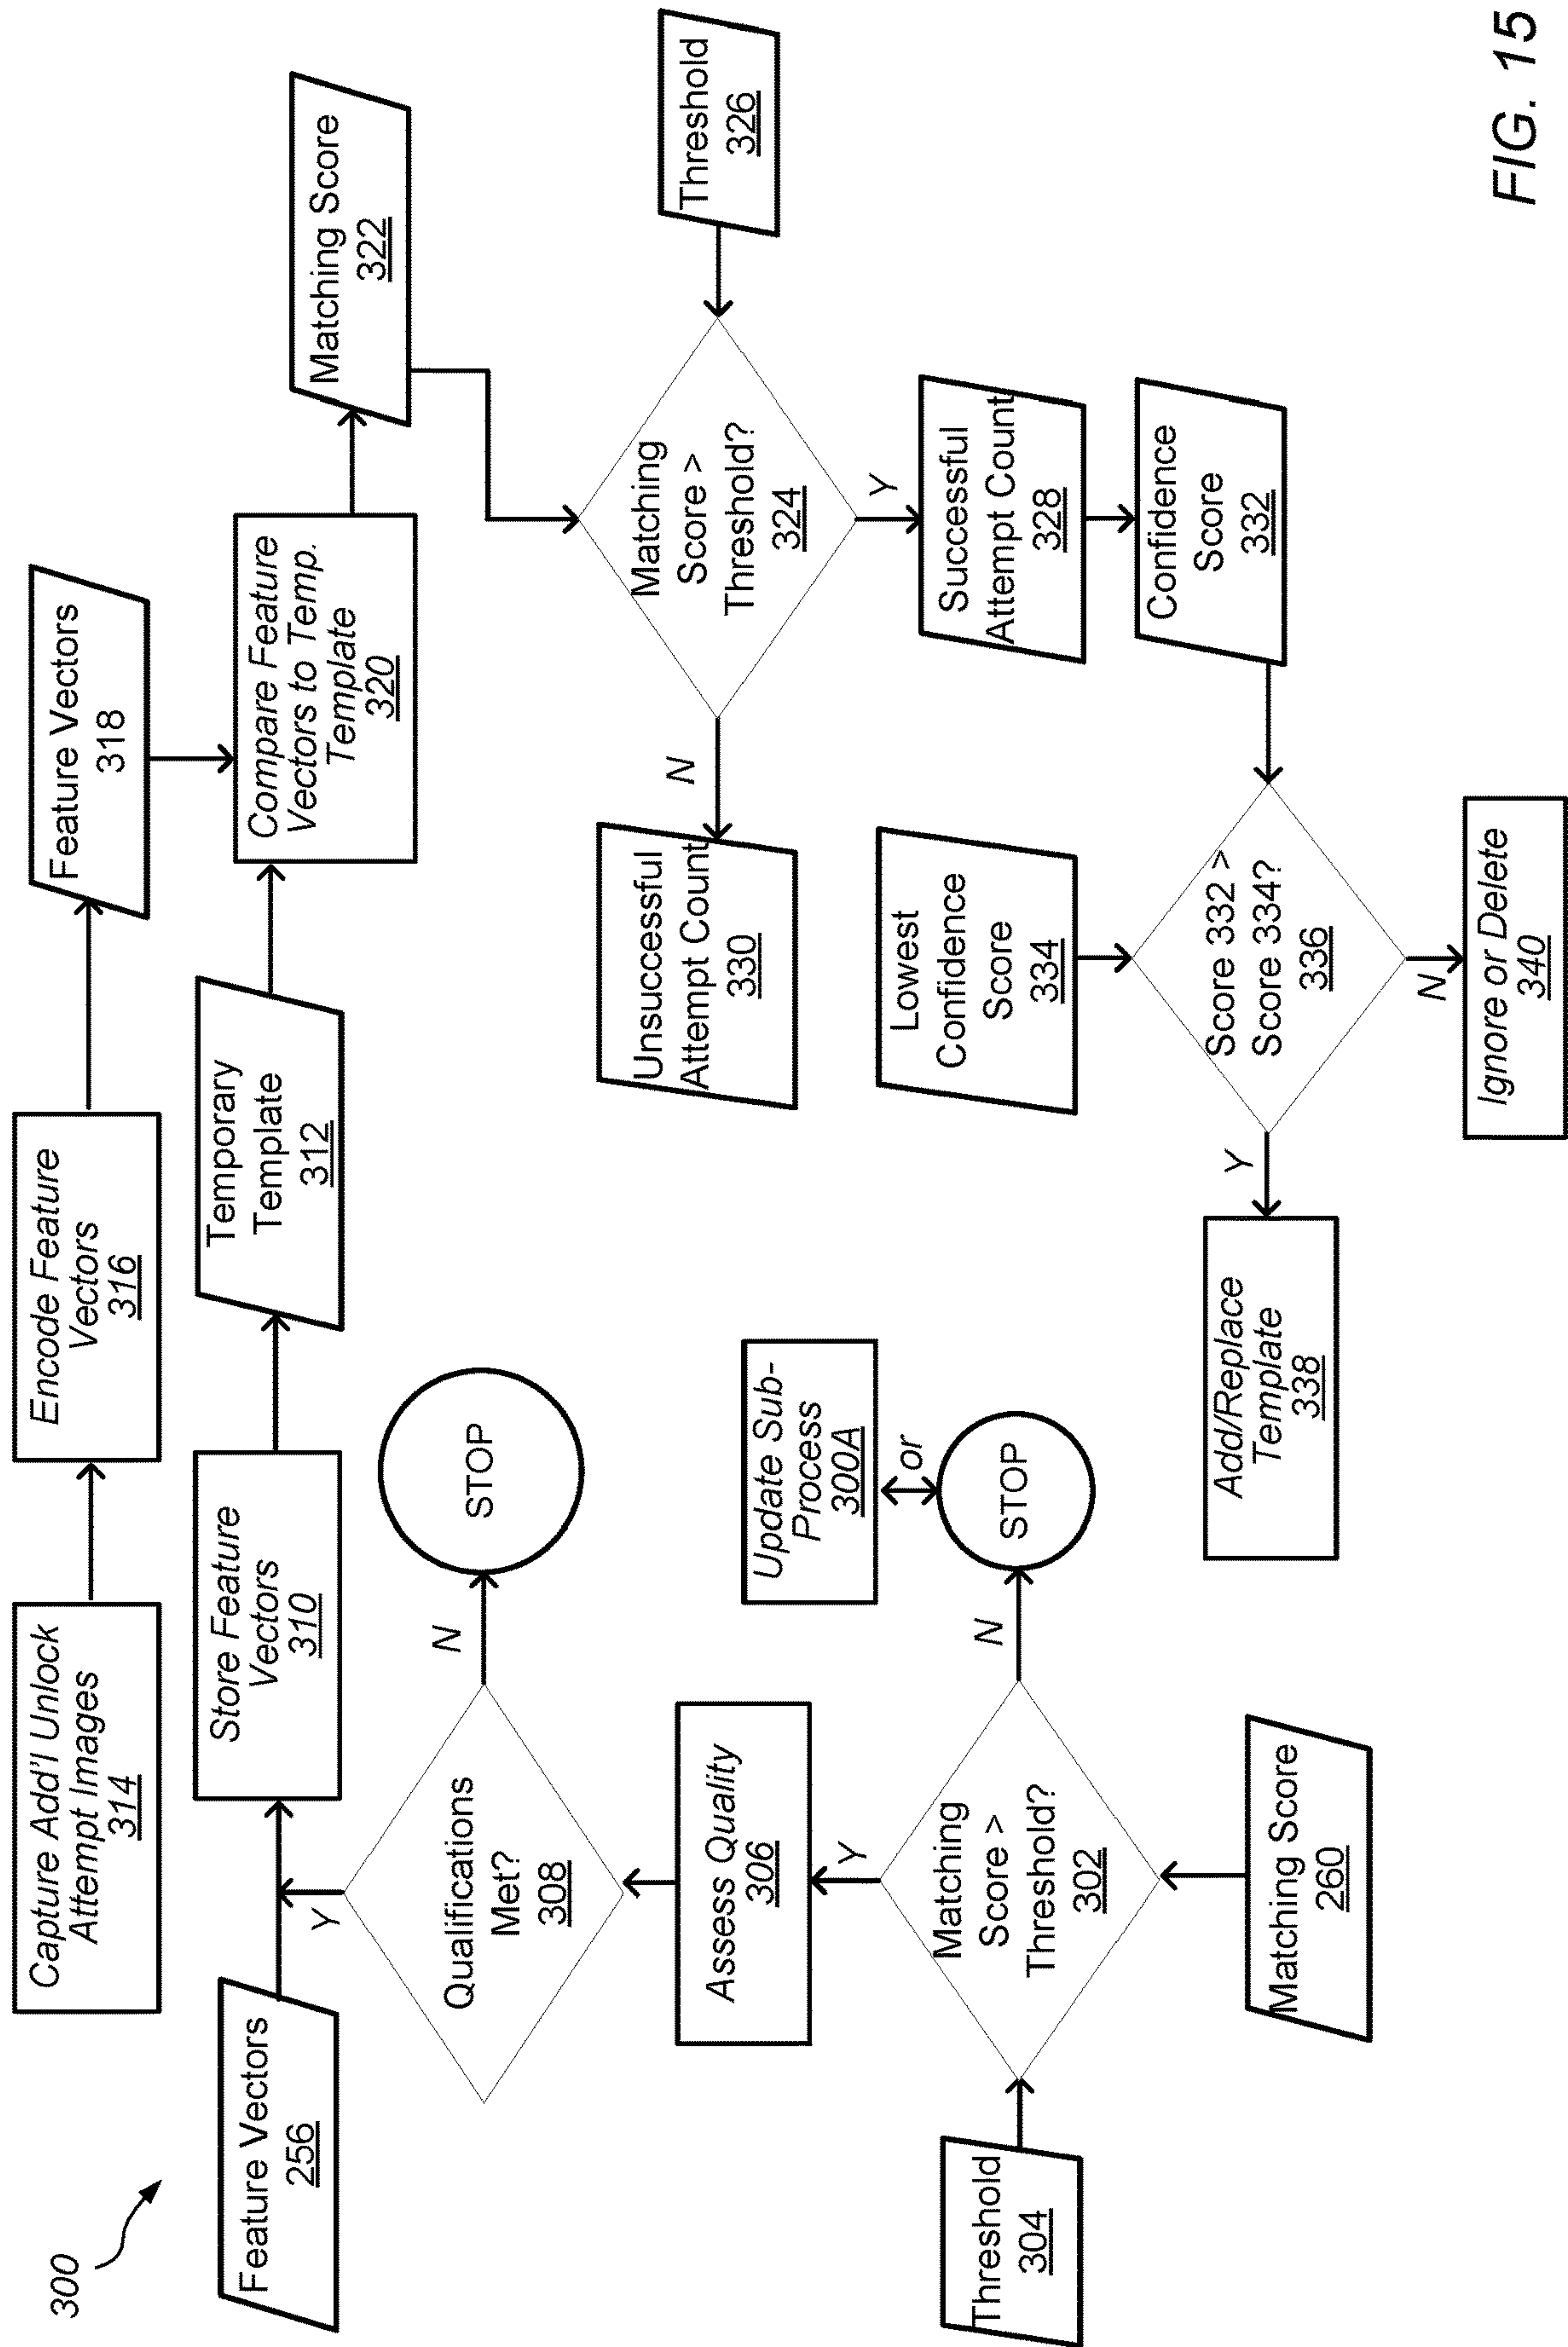 300
Capture Add'l Unlock
Attempt Images
314
Encode Feature
Vectors
316
Feature Vectors
318
Feature Vectors
256
Store Feature
Vectors
310
Temporary
Template
312
Compare Feature
Vectors to Temp.
Template
320
Matching Score
322
Y
Qualifications
Met?
308
N
STOP
Assess Quality
306
Y
Threshold
304
Matching
Score >
Threshold?
302
N
STOP
or
Update Sub-
Process
300A
Matching Score
260
Threshold
326
Matching
Score >
Threshold?
324
N
Unsuccessful
Attempt Count
330
Y
Successful
Attempt Count
328
Confidence
Score
332
Lowest
Confidence
Score
334
Score 332 >
Score 334?
336
Y
Add/Replace
Template
338
N
Ignore or Delete
340
FIG. 15